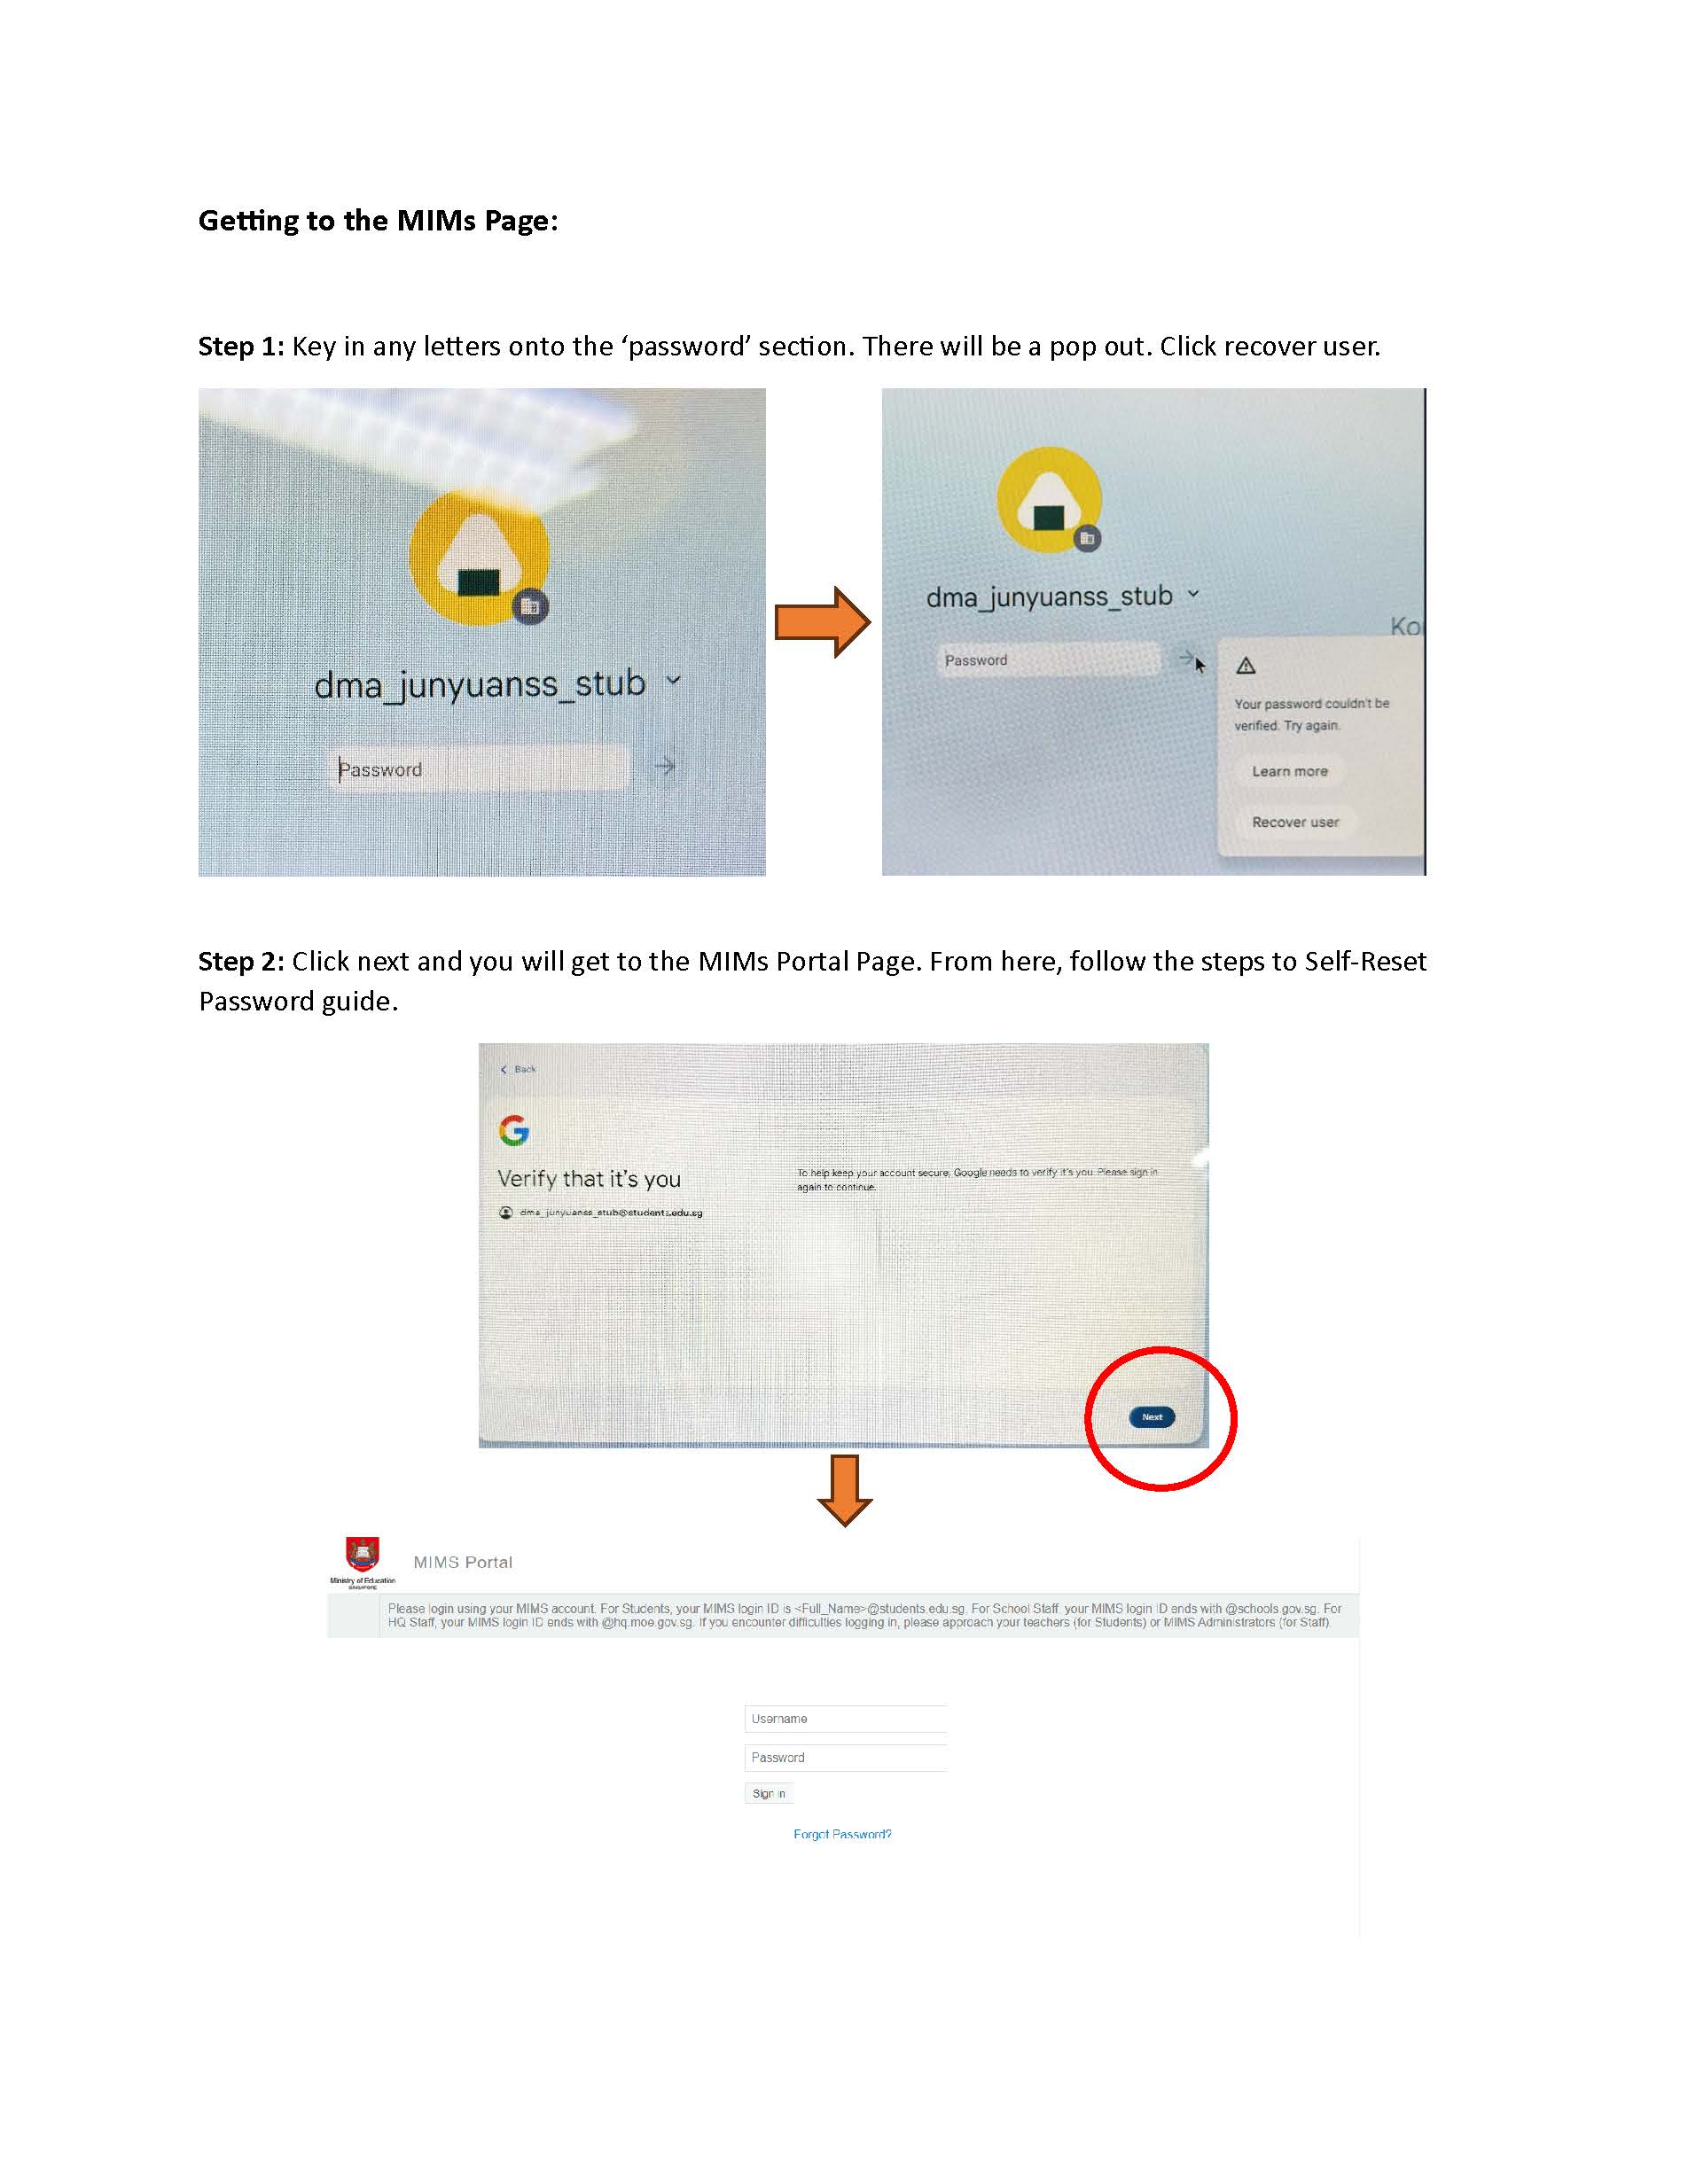 Getting to the MIMs Page:
Step 1: Key in any letters onto the ‘password’ section. There will be a pop out. Click recover user.
dma_junyuanss_stub
Password
dma_junyuanss_stub
Password
Ko
Your password couldn't be
verified. Try again.
Learn more
Recover user
Step 2: Click next and you will get to the MIMs Portal Page. From here, follow the steps to Self-Reset
Password guide.
Back
G
Verify that it's you
dma_junyuanss_stub@students.edu.sg
To help keep your account secure, Google needs to verify it's you. Please sign in
again to continue.
Next
Ministry of Education
SINGAPORE
MIMS Portal
Please login using your MIMS account. For Students, your MIMS login ID is <Full_Name>@students.edu.sg. For School Staff, your MIMS login ID ends with @schools.gov.sg. For
HQ Staff, your MIMS login ID ends with @hq.moe.gov.sg. If you encounter difficulties logging in, please approach your teachers (for Students) or MIMS Administrators (for Staff).
Username
Password
Sign in
Forgot Password?